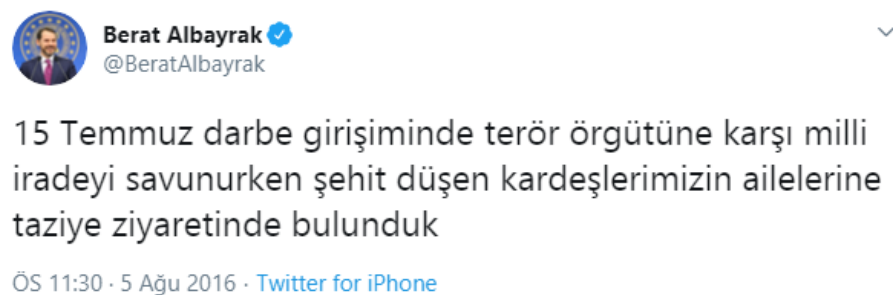 Berat Albayrak
@BeratAlbayrak
15 Temmuz darbe girişiminde terör örgütüne karşı milli
iradeyi savunurken şehit düşen kardeşlerimizin ailelerine
taziye ziyaretinde bulunduk
ÖS 11:30 · 5 Ağu 2016 · Twitter for iPhone